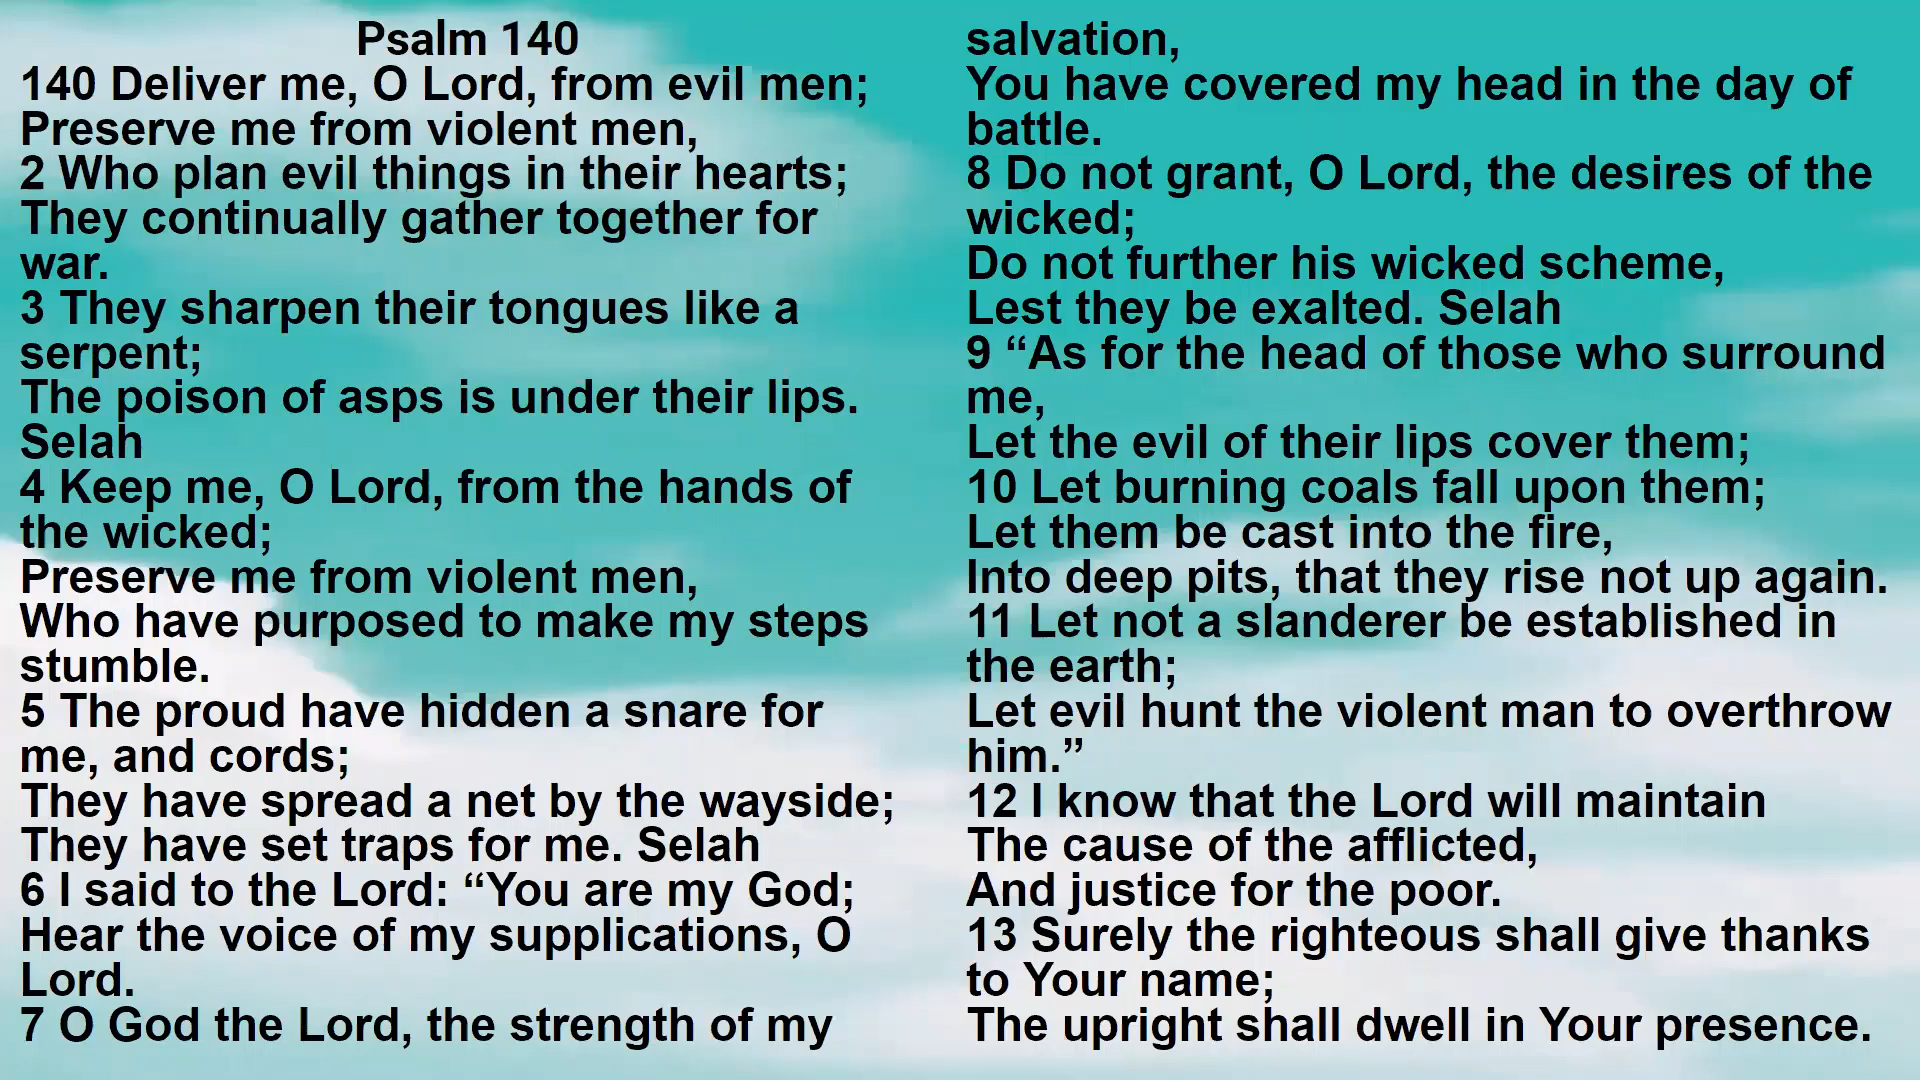 Psalm 140
140 Deliver me, O Lord, from evil men;
Preserve me from violent men,
2 Who plan evil things in their hearts;
They continually gather together for
war.
3 They sharpen their tongues like a
serpent;
The poison of asps is under their lips.
Selah
4 Keep me, O Lord, from the hands of
the wicked;
Preserve me from violent men,
Who have purposed to make my steps
stumble.
5 The proud have hidden a snare for
me, and cords;
They have spread a net by the wayside;
They have set traps for me. Selah
6 I said to the Lord: “You are my God;
Hear the voice of my supplications, O
Lord.
7 O God the Lord, the strength of my
salvation,
You have covered my head in the day of
battle.
8 Do not grant, O Lord, the desires of the
wicked;
Do not further his wicked scheme,
Lest they be exalted. Selah
9 “As for the head of those who surround
me,
Let the evil of their lips cover them;
10 Let burning coals fall upon them;
Let them be cast into the fire,
Into deep pits, that they rise not up again.
11 Let not a slanderer be established in
the earth;
Let evil hunt the violent man to overthrow
him.”
12 I know that the Lord will maintain
The cause of the afflicted,
And justice for the poor.
13 Surely the righteous shall give thanks
to Your name;
The upright shall dwell in Your presence.